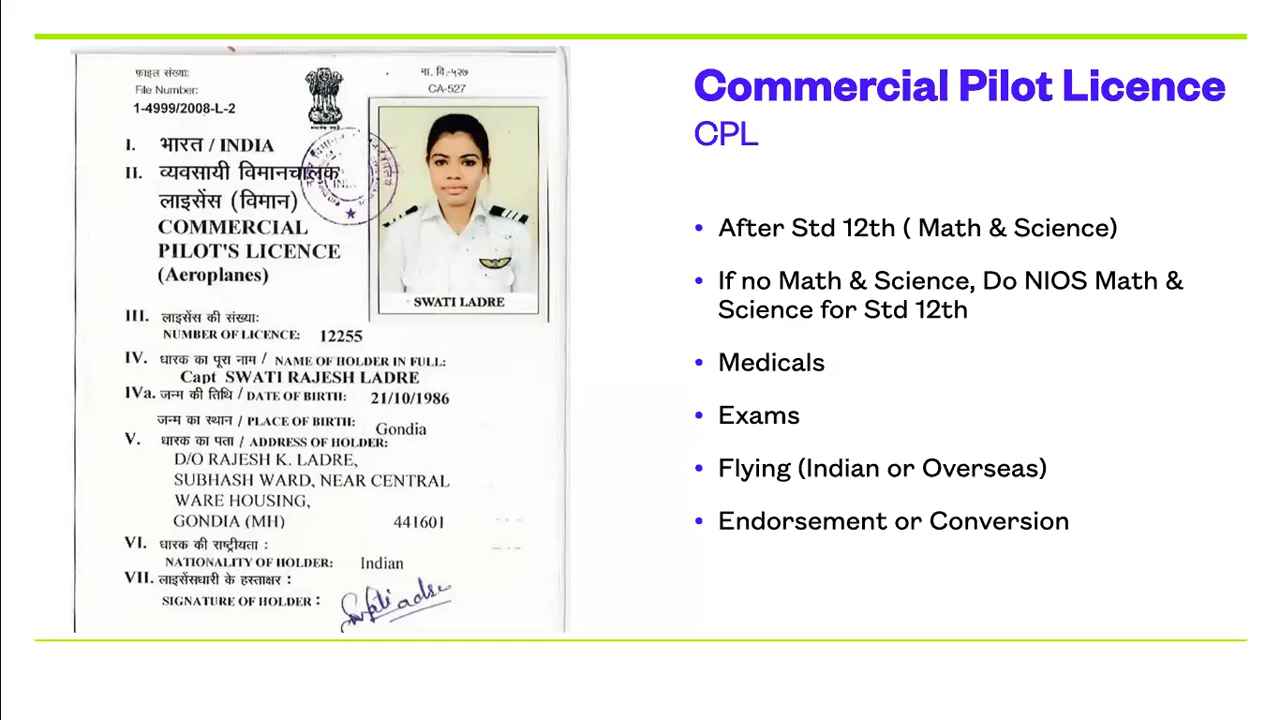 फ़ाइल संख्या:
File Number:
1-4999/2008-L-2
ना. वि.-५२७
CA-527
I. भारत / INDIA
II. व्यवसायी विमानचालक
लाइसेंस (विमान)
COMMERCIAL
PILOT'S LICENCE
(Aeroplanes)
SWATI LADRE
III. लाइसेंस की संख्या:
NUMBER OF LICENCE: 12255
IV. धारक का पूरा नाम / NAME OF HOLDER IN FULL:
Capt SWATI RAJESH LADRE
IVa. जन्म की तिथि / DATE OF BIRTH: 21/10/1986
जन्म का स्थान / PLACE OF BIRTH: Gondia
V. धारक का पता / ADDRESS OF HOLDER:
D/O RAJESH K. LADRE,
SUBHASH WARD, NEAR CENTRAL
WARE HOUSING,
GONDIA (MH) 441601
VI. धारक की राष्ट्रीयता :
NATIONALITY OF HOLDER: Indian
VII. लाइसेंसधारी के हस्ताक्षर :
SIGNATURE OF HOLDER :
Commercial Pilot Licence
CPL
• After Std 12th ( Math & Science)
• If no Math & Science, Do NIOS Math &
Science for Std 12th
• Medicals
• Exams
• Flying (Indian or Overseas)
• Endorsement or Conversion